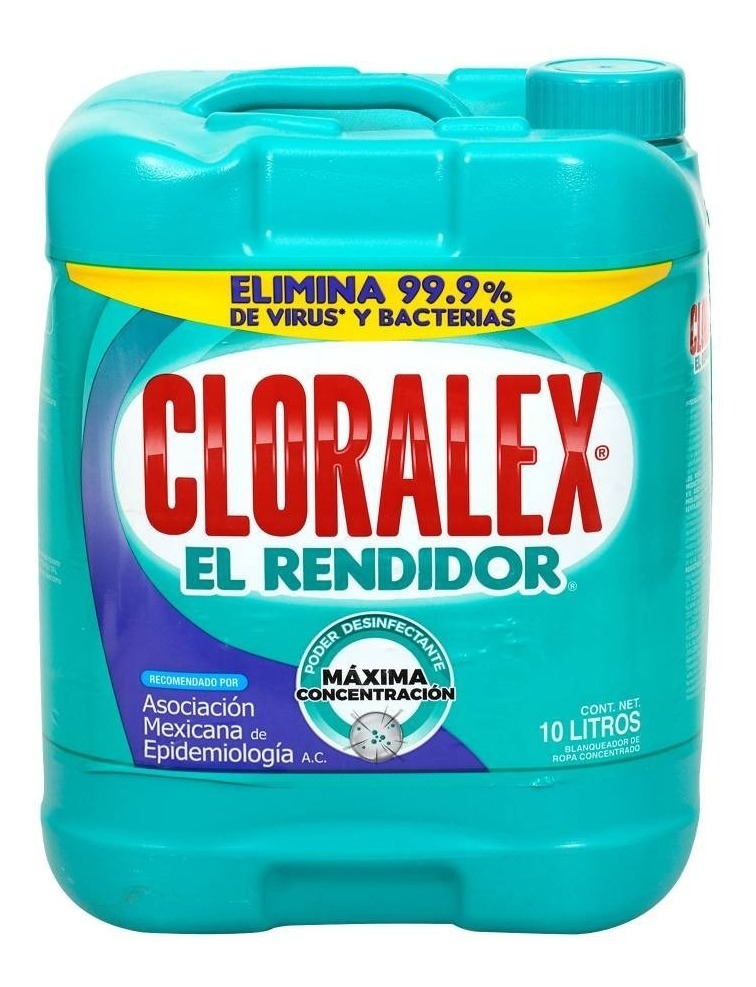 ELIMINA 99.9%
DE VIRUS* Y BACTERIAS
CLORALEX®
EL RENDIDOR®
PODER DESINFECTANTE
MÁXIMA
CONCENTRACIÓN
RECOMENDADO POR
Asociación
Mexicana de
Epidemiología A.C.
CONT. NET.
10 LITROS
BLANQUEADOR DE
ROPA CONCENTRADO